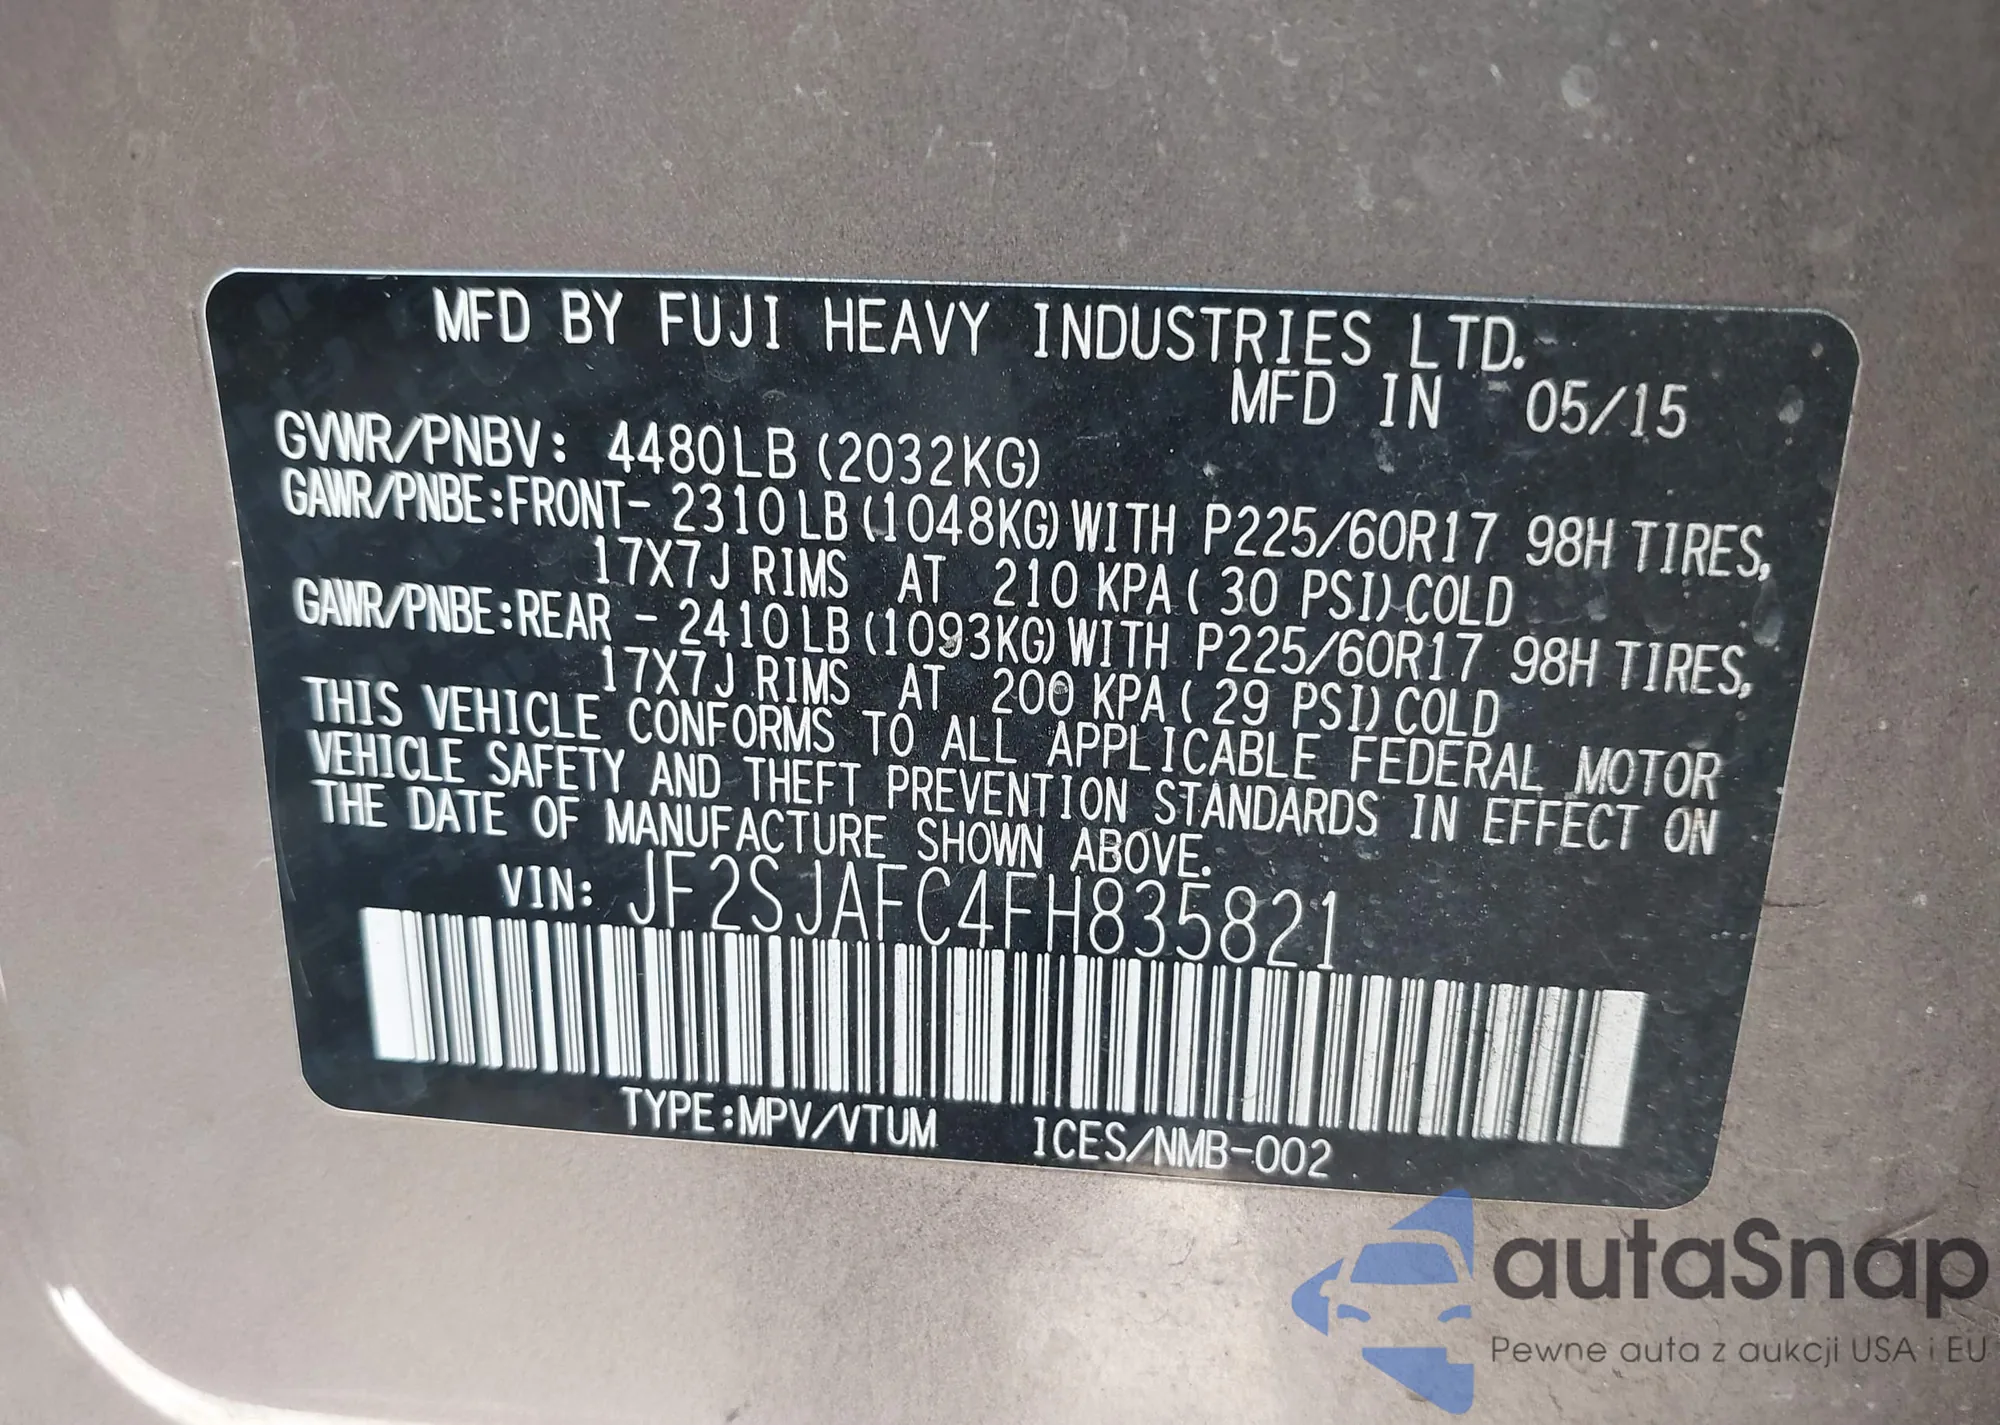 MFD BY FUJI HEAVY INDUSTRIES LTD.
MFD IN 05/15
GVWR/PNBV: 4480LB (2032KG)
GAWR/PNBE:FRONT- 2310LB (1048KG) WITH P225/60R17 98H TIRES,
17X7J RIMS AT 210 KPA ( 30 PSI) COLD
GAWR/PNBE:REAR - 2410LB (1093KG) WITH P225/60R17 98H TIRES,
17X7J RIMS AT 200 KPA ( 29 PSI) COLD
THIS VEHICLE CONFORMS TO ALL APPLICABLE FEDERAL MOTOR
VEHICLE SAFETY AND THEFT PREVENTION STANDARDS IN EFFECT ON
THE DATE OF MANUFACTURE SHOWN ABOVE.
VIN: JF2SJAFC4FH835821
TYPE:MPV/VTUM ICES/NMB-002
autaSnap
Pewne auta z aukcji USA i EU